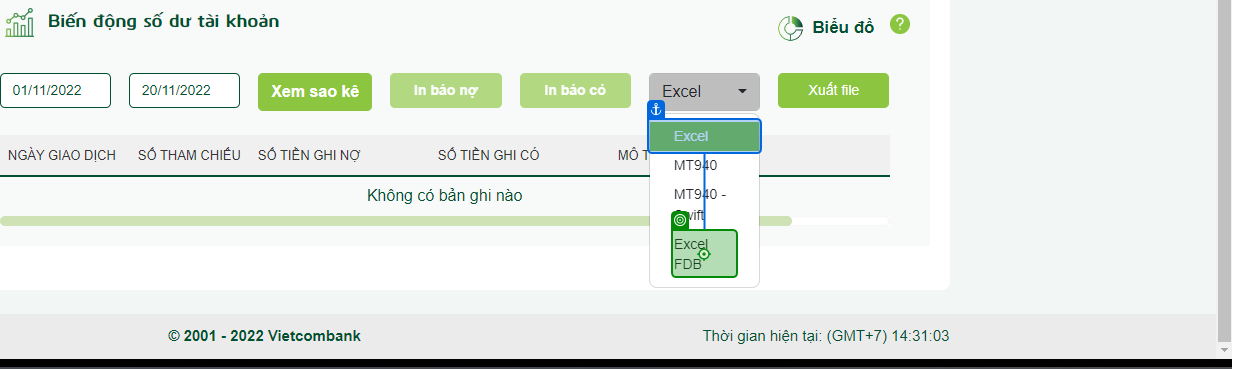 Biến động số dư tài khoản
Biểu đồ ?
01/11/2022 20/11/2022 Xem sao kê In báo nợ In báo có Excel Xuất file
Excel
NGÀY GIAO DỊCH SỐ THAM CHIẾU SỐ TIỀN GHI NỢ SỐ TIỀN GHI CÓ MÔ T
MT940
Không có bản ghi nào
MT940 -
Swift
Excel
FDB
© 2001 - 2022 Vietcombank Thời gian hiện tại: (GMT+7) 14:31:03